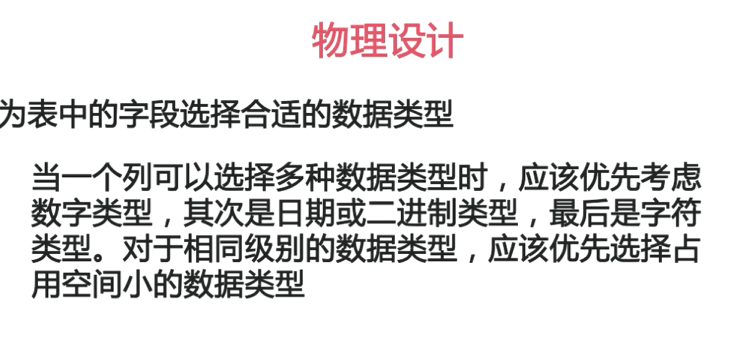 物理设计
为表中的字段选择合适的数据类型
当一个列可以选择多种数据类型时，应该优先考虑
数字类型，其次是日期或二进制类型，最后是字符
类型。对于相同级别的数据类型，应该优先选择占
用空间小的数据类型